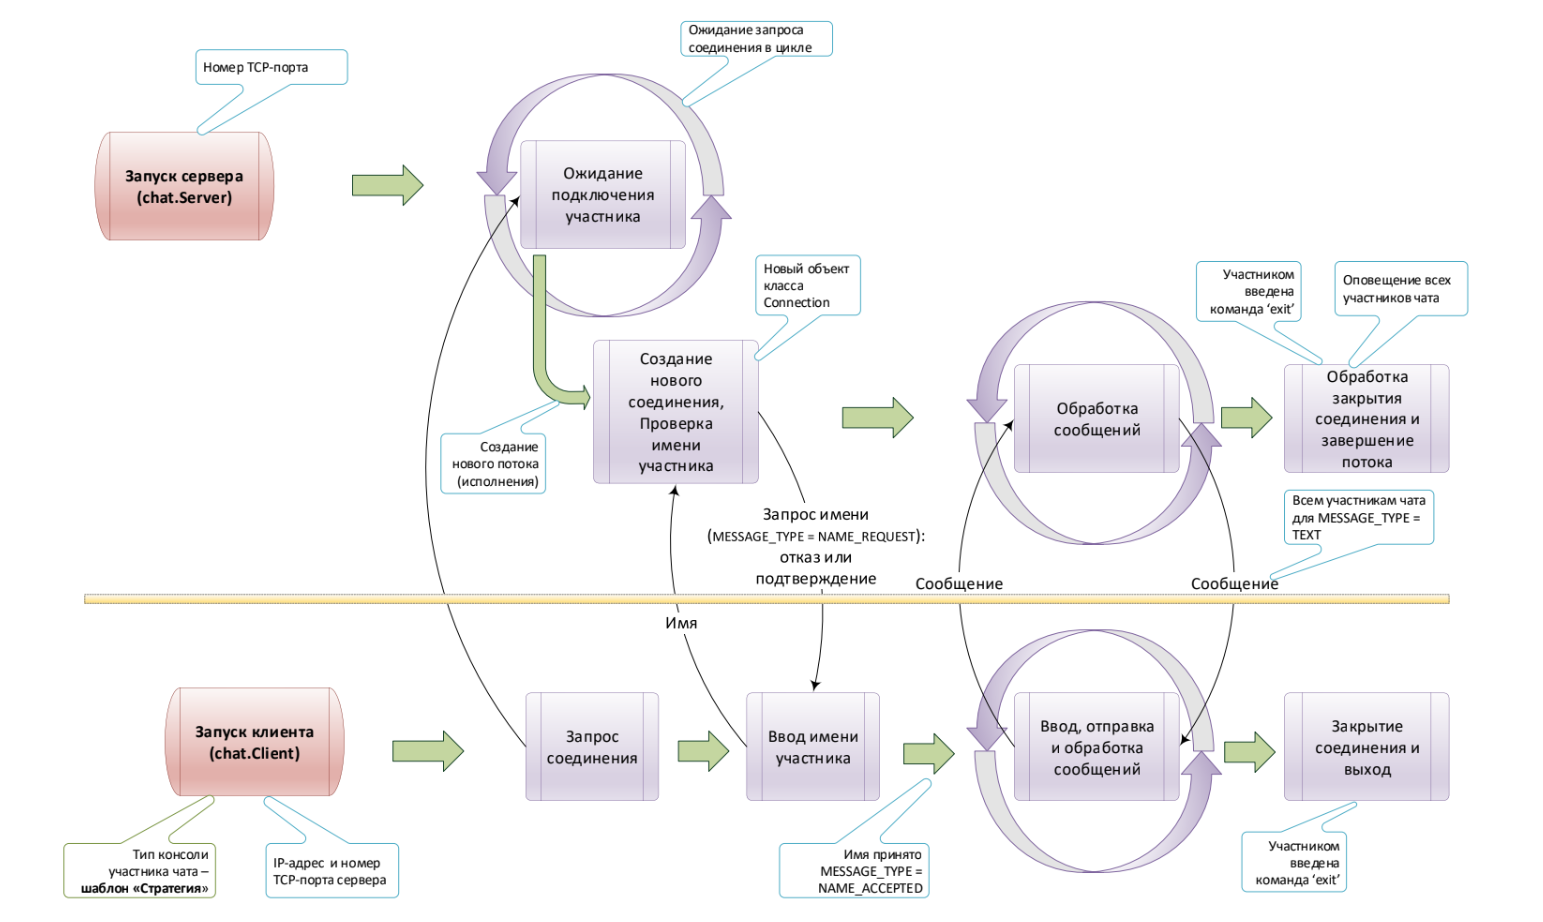 Ожидание запроса
соединения в цикле
Номер TCP-порта
Запуск сервера
(chat.Server)
Ожидание
подключения
участника
Новый объект
класса
Connection
Участником
введена
команда ‘exit’
Оповещение всех
участников чата
Создание
нового
соединения,
Проверка
имени
участника
Обработка
сообщений
Обработка
закрытия
соединения и
завершение
потока
Создание
нового потока
(исполнения)
Запрос имени
(MESSAGE_TYPE = NAME_REQUEST):
отказ или
подтверждение
Всем участникам чата
для MESSAGE_TYPE =
TEXT
Сообщение
Сообщение
Имя
Запуск клиента
(chat.Client)
Запрос
соединения
Ввод имени
участника
Ввод, отправка
и обработка
сообщений
Закрытие
соединения и
выход
Тип консоли
участника чата –
шаблон «Стратегия»
IP-адрес и номер
TCP-порта сервера
Имя принято
MESSAGE_TYPE =
NAME_ACCEPTED
Участником
введена
команда ‘exit’